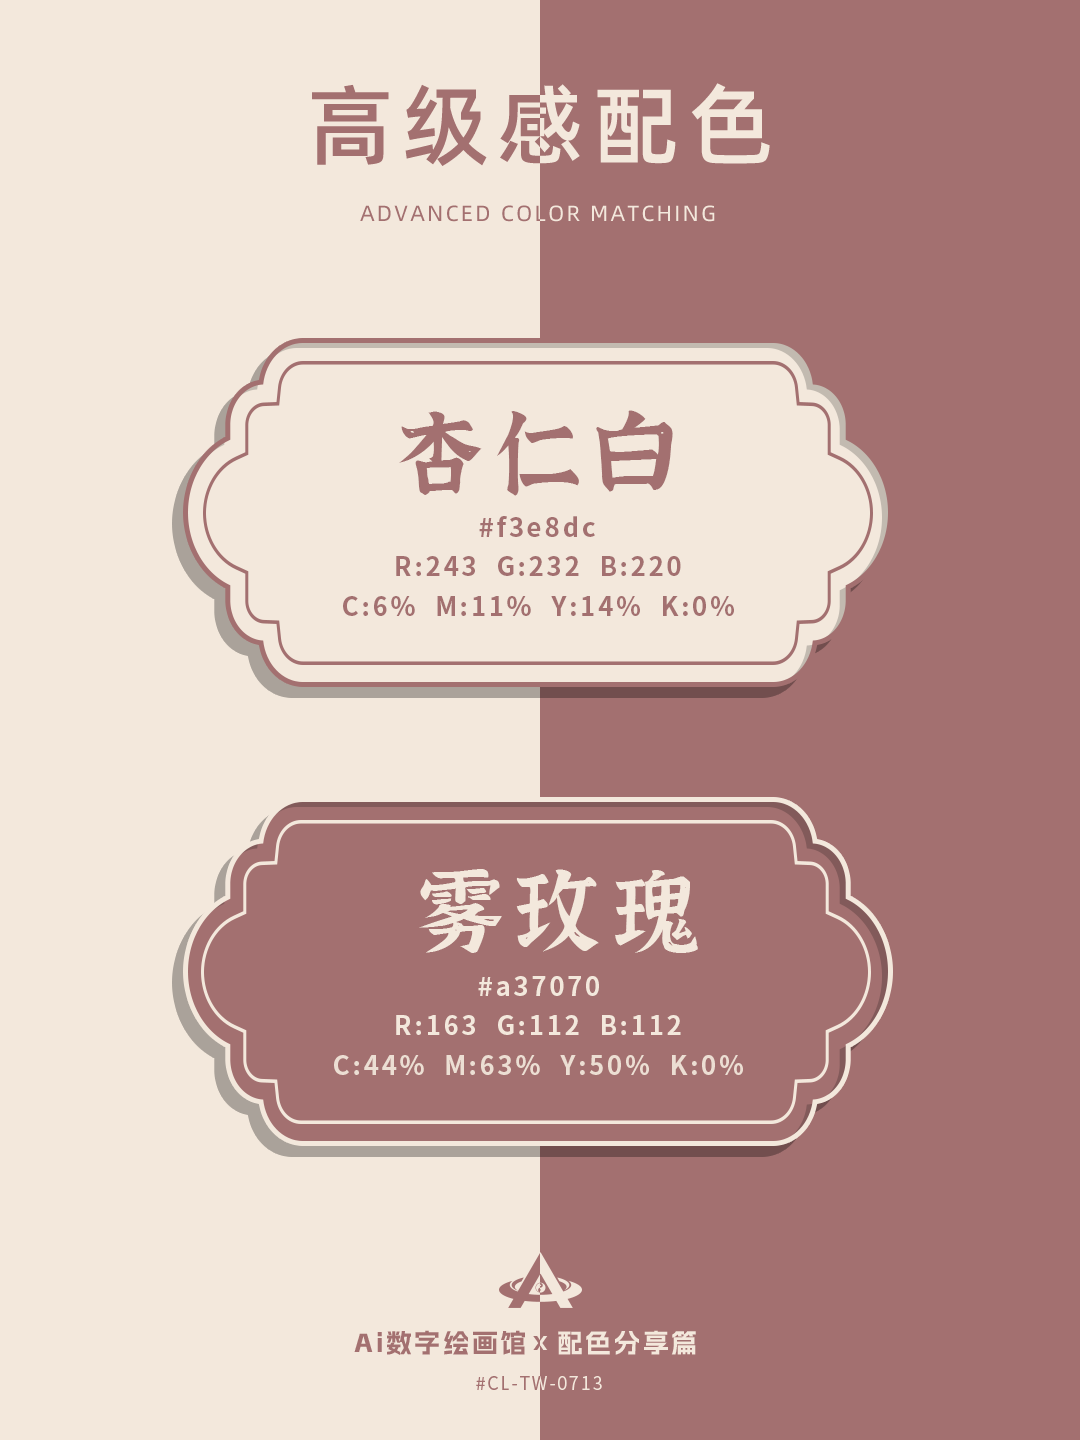 高级感配色
ADVANCED COLOR MATCHING
杏仁白
#f3e8dc
R:243 G:232 B:220
C:6% M:11% Y:14% K:0%
雾玫瑰
#a37070
R:163 G:112 B:112
C:44% M:63% Y:50% K:0%
Ai数字绘画馆 x 配色分享篇
#CL-TW-0713